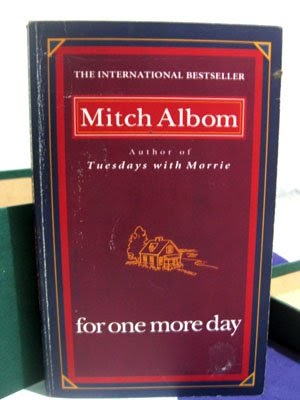 THE INTERNATIONAL BESTSELLER
Mitch Albom
Author of
Tuesdays with Morrie
for one more day